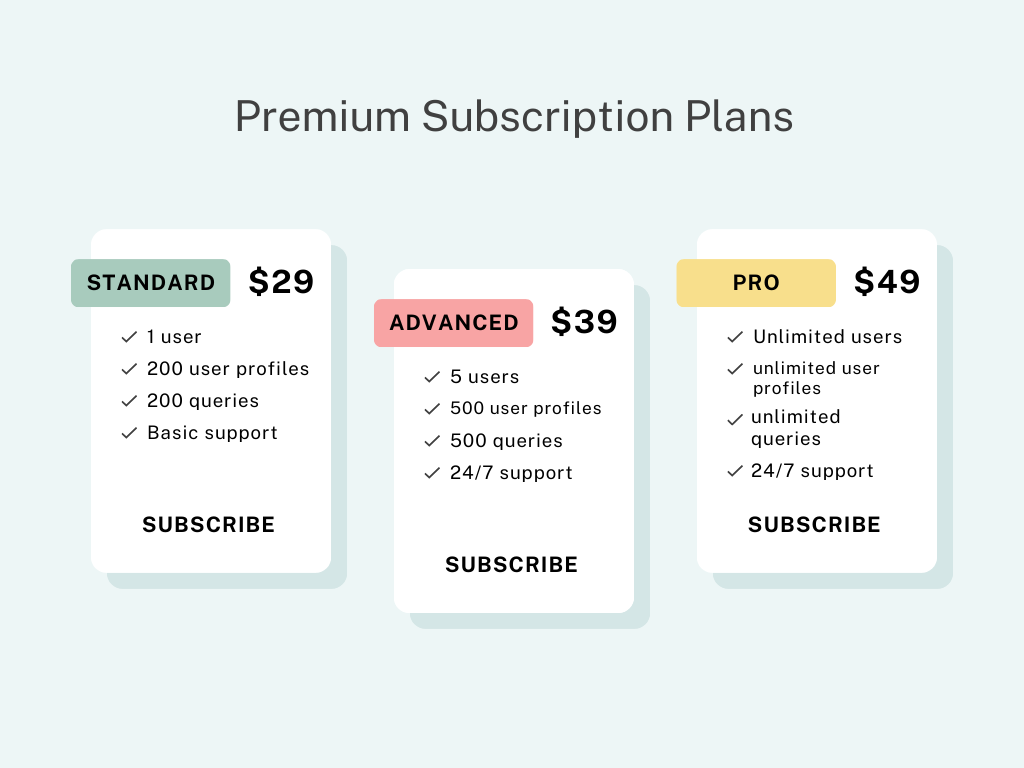 Premium Subscription Plans
STANDARD $29
1 user
200 user profiles
200 queries
Basic support
SUBSCRIBE
ADVANCED $39
5 users
500 user profiles
500 queries
24/7 support
SUBSCRIBE
PRO $49
Unlimited users
unlimited user
profiles
unlimited
queries
24/7 support
SUBSCRIBE